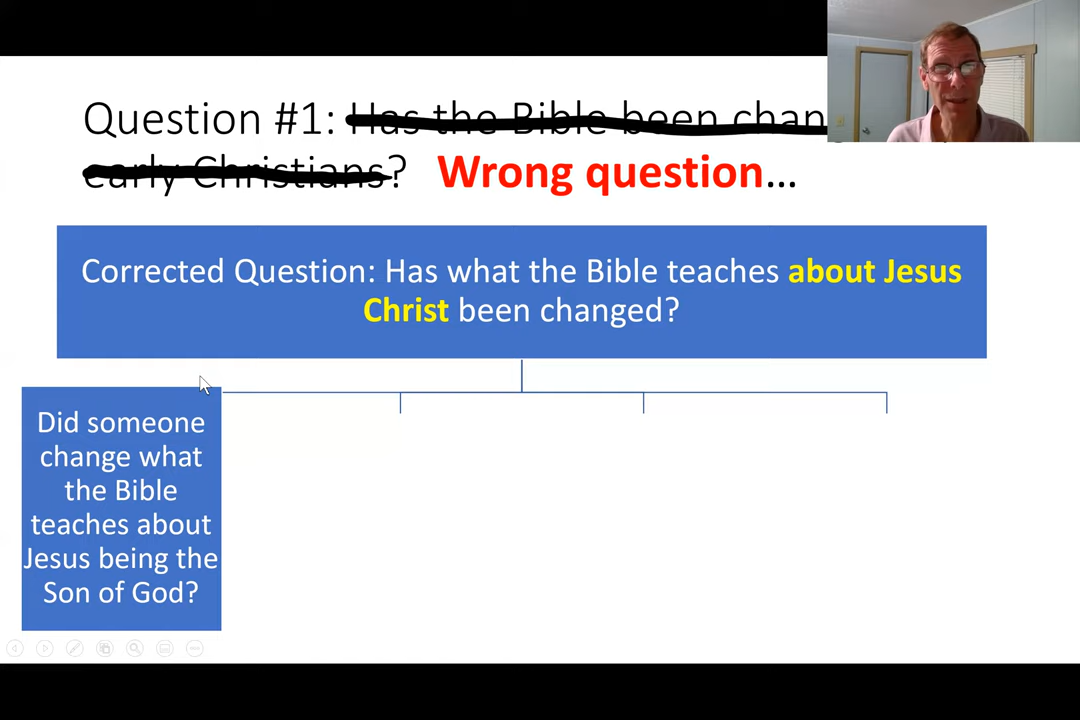 Question #1: Has the Bible been chan
early Christians? Wrong question...
Corrected Question: Has what the Bible teaches about Jesus
Christ been changed?
Did someone
change what
the Bible
teaches about
Jesus being the
Son of God?